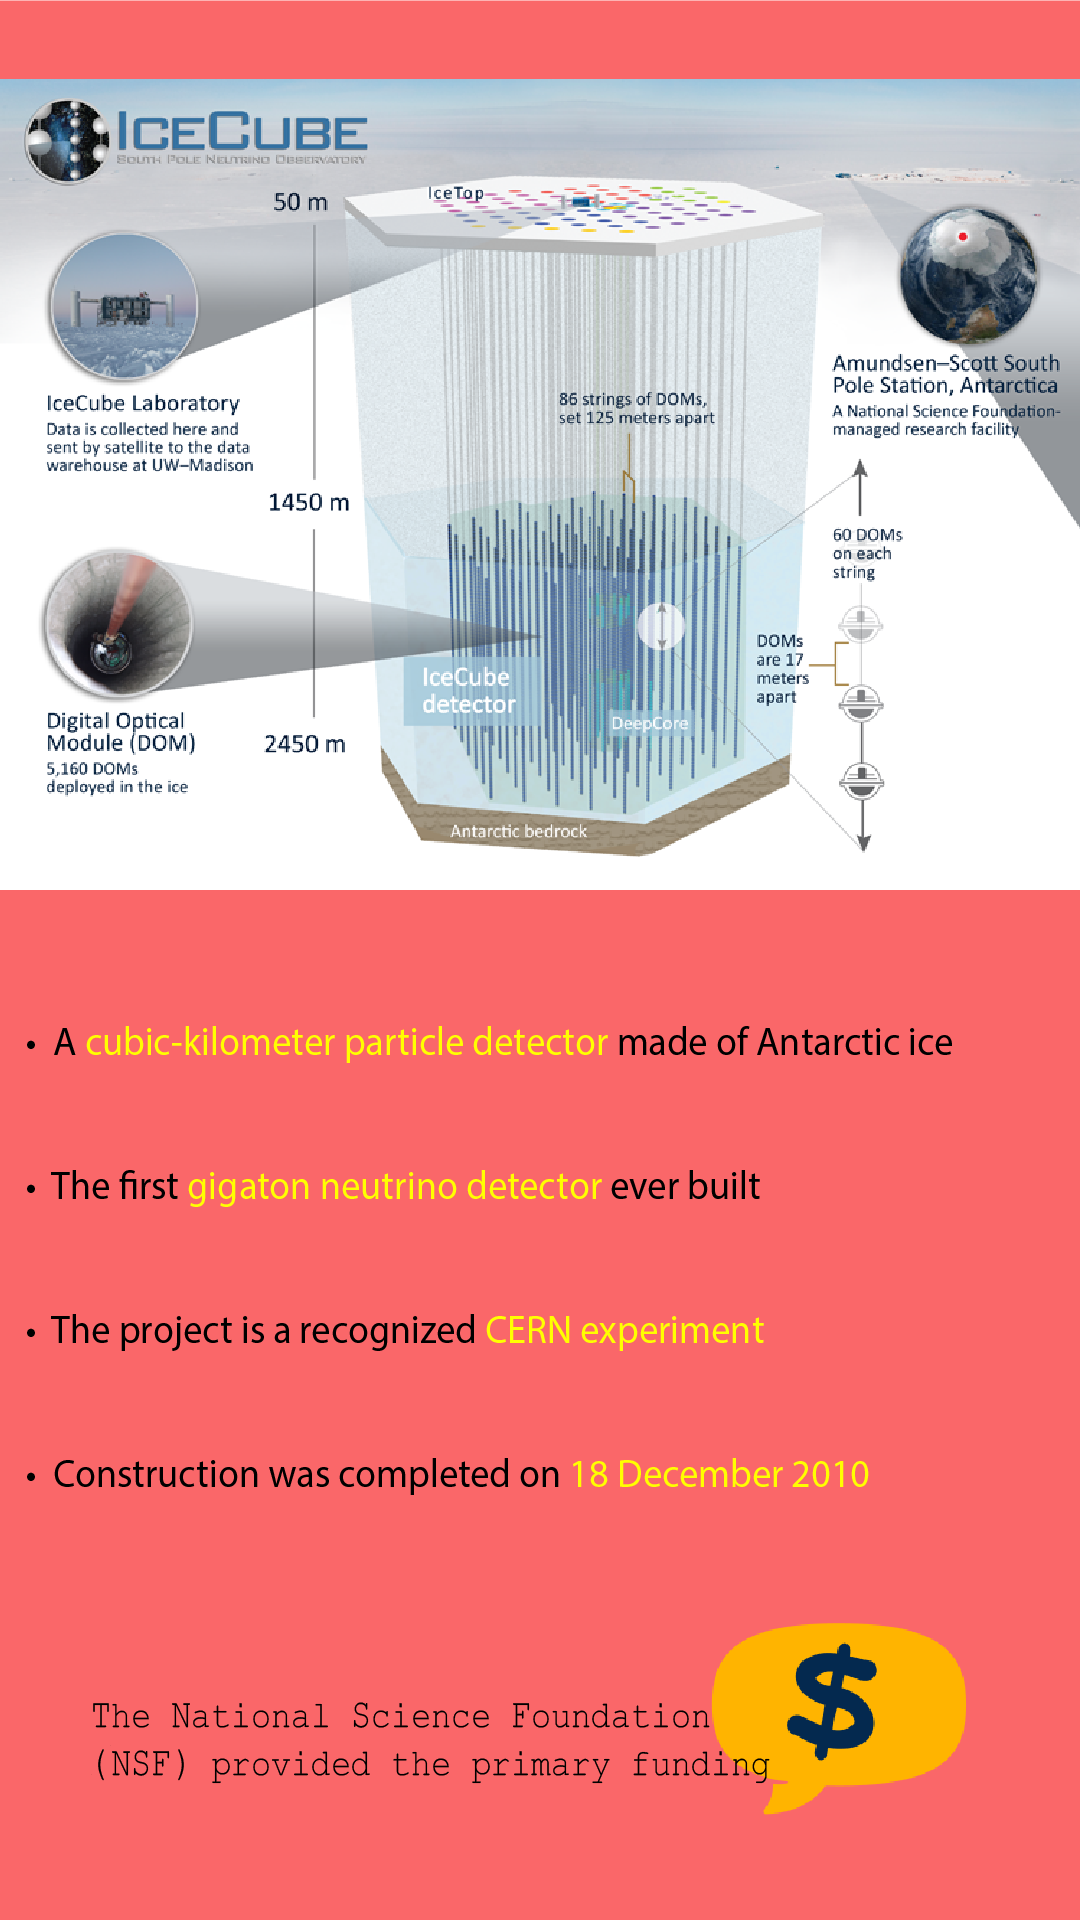 ICECUBE
SOUTH POLE NEUTRINO OBSERVATORY
50 m
IceTop
IceCube Laboratory
Data is collected here and
sent by satellite to the data
warehouse at UW–Madison
Amundsen–Scott South
Pole Station, Antarctica
A National Science Foundation-
managed research facility
86 strings of DOMs,
set 125 meters apart
1450 m
60 DOMs
on each
string
DOMs
are 17
meters
apart
IceCube
detector
DeepCore
Digital Optical
Module (DOM)
5,160 DOMs
deployed in the ice
2450 m
Antarctic bedrock
• A cubic-kilometer particle detector made of Antarctic ice
• The first gigaton neutrino detector ever built
• The project is a recognized CERN experiment
• Construction was completed on 18 December 2010
$
The National Science Foundation
(NSF) provided the primary funding